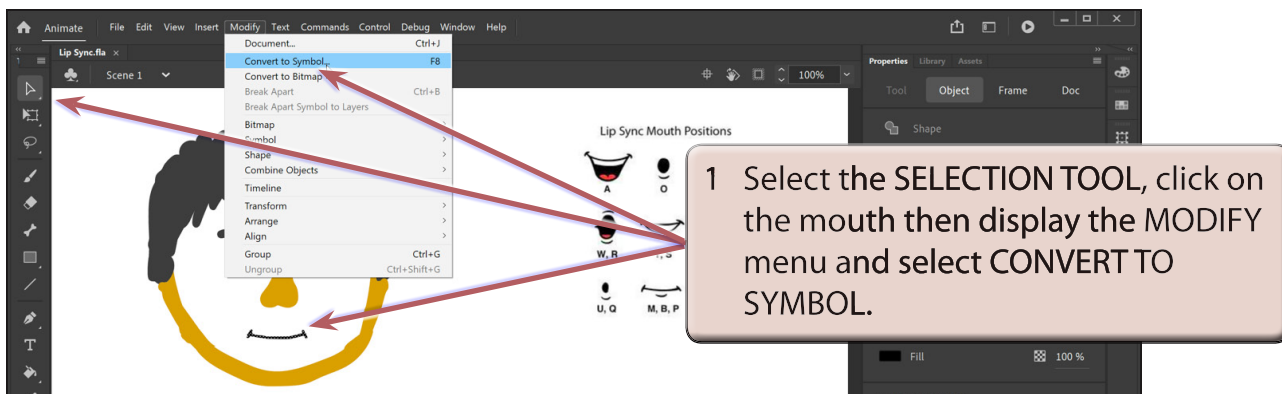 Animate File Edit View Insert Modify Text Commands Control Debug Window Help
Lip Sync.fla ×
Scene 1
100%
Document... Ctrl+J
Convert to Symbol... F8
Convert to Bitmap
Break Apart Ctrl+B
Break Apart Symbol to Layers
Bitmap
Symbol
Shape
Combine Objects
Timeline
Transform
Arrange
Align
Group Ctrl+G
Ungroup Ctrl+Shift+G
Lip Sync Mouth Positions
A O
W, R
U, Q M, B, P
Properties Library Assets
Tool Object Frame Doc
Shape
1 Select the SELECTION TOOL, click on
the mouth then display the MODIFY
menu and select CONVERT TO
SYMBOL.
Fill 100 %